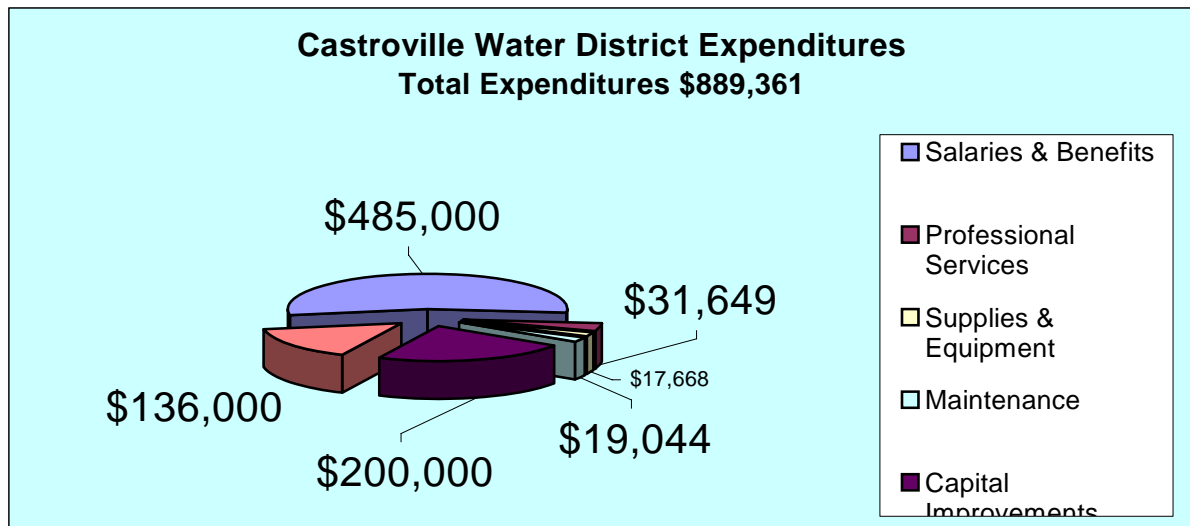 Castroville Water District Expenditures
Total Expenditures $889,361
$485,000
$31,649
$17,668
$19,044
$200,000
$136,000
Salaries & Benefits
Professional
Services
Supplies &
Equipment
Maintenance
Capital
Improvements